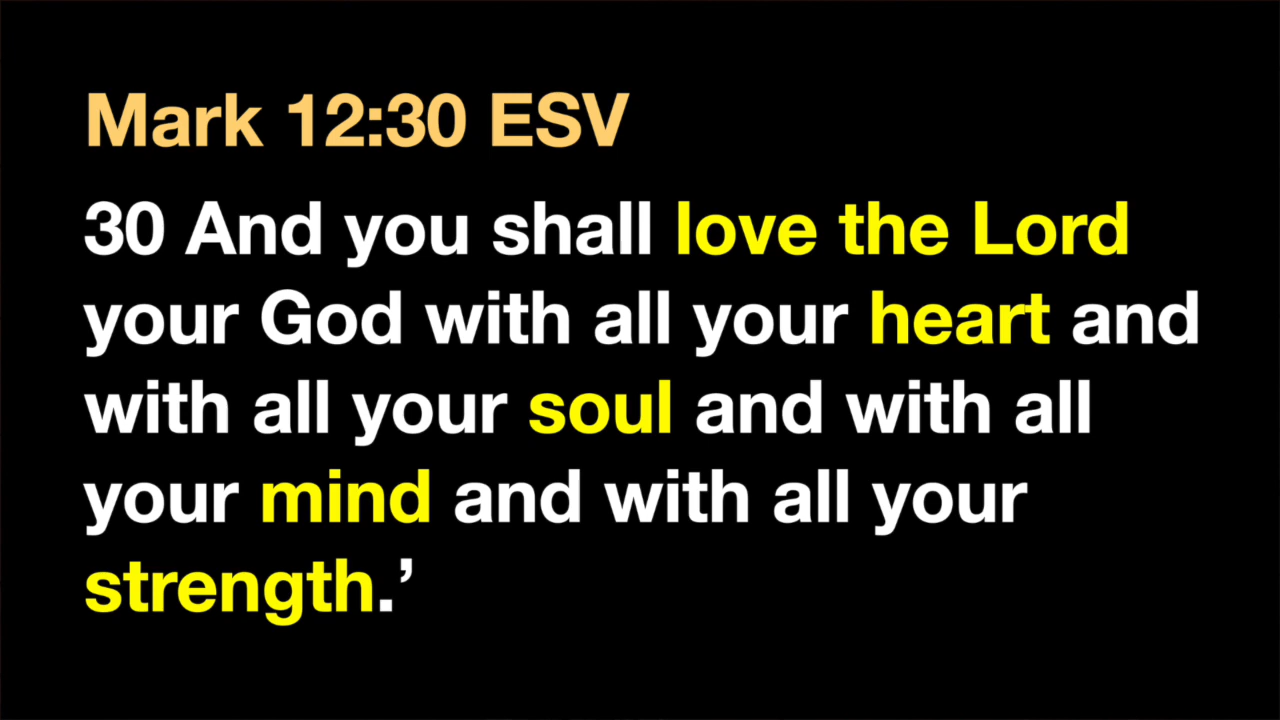 Mark 12:30 ESV
30 And you shall love the Lord
your God with all your heart and
with all your soul and with all
your mind and with all your
strength.’